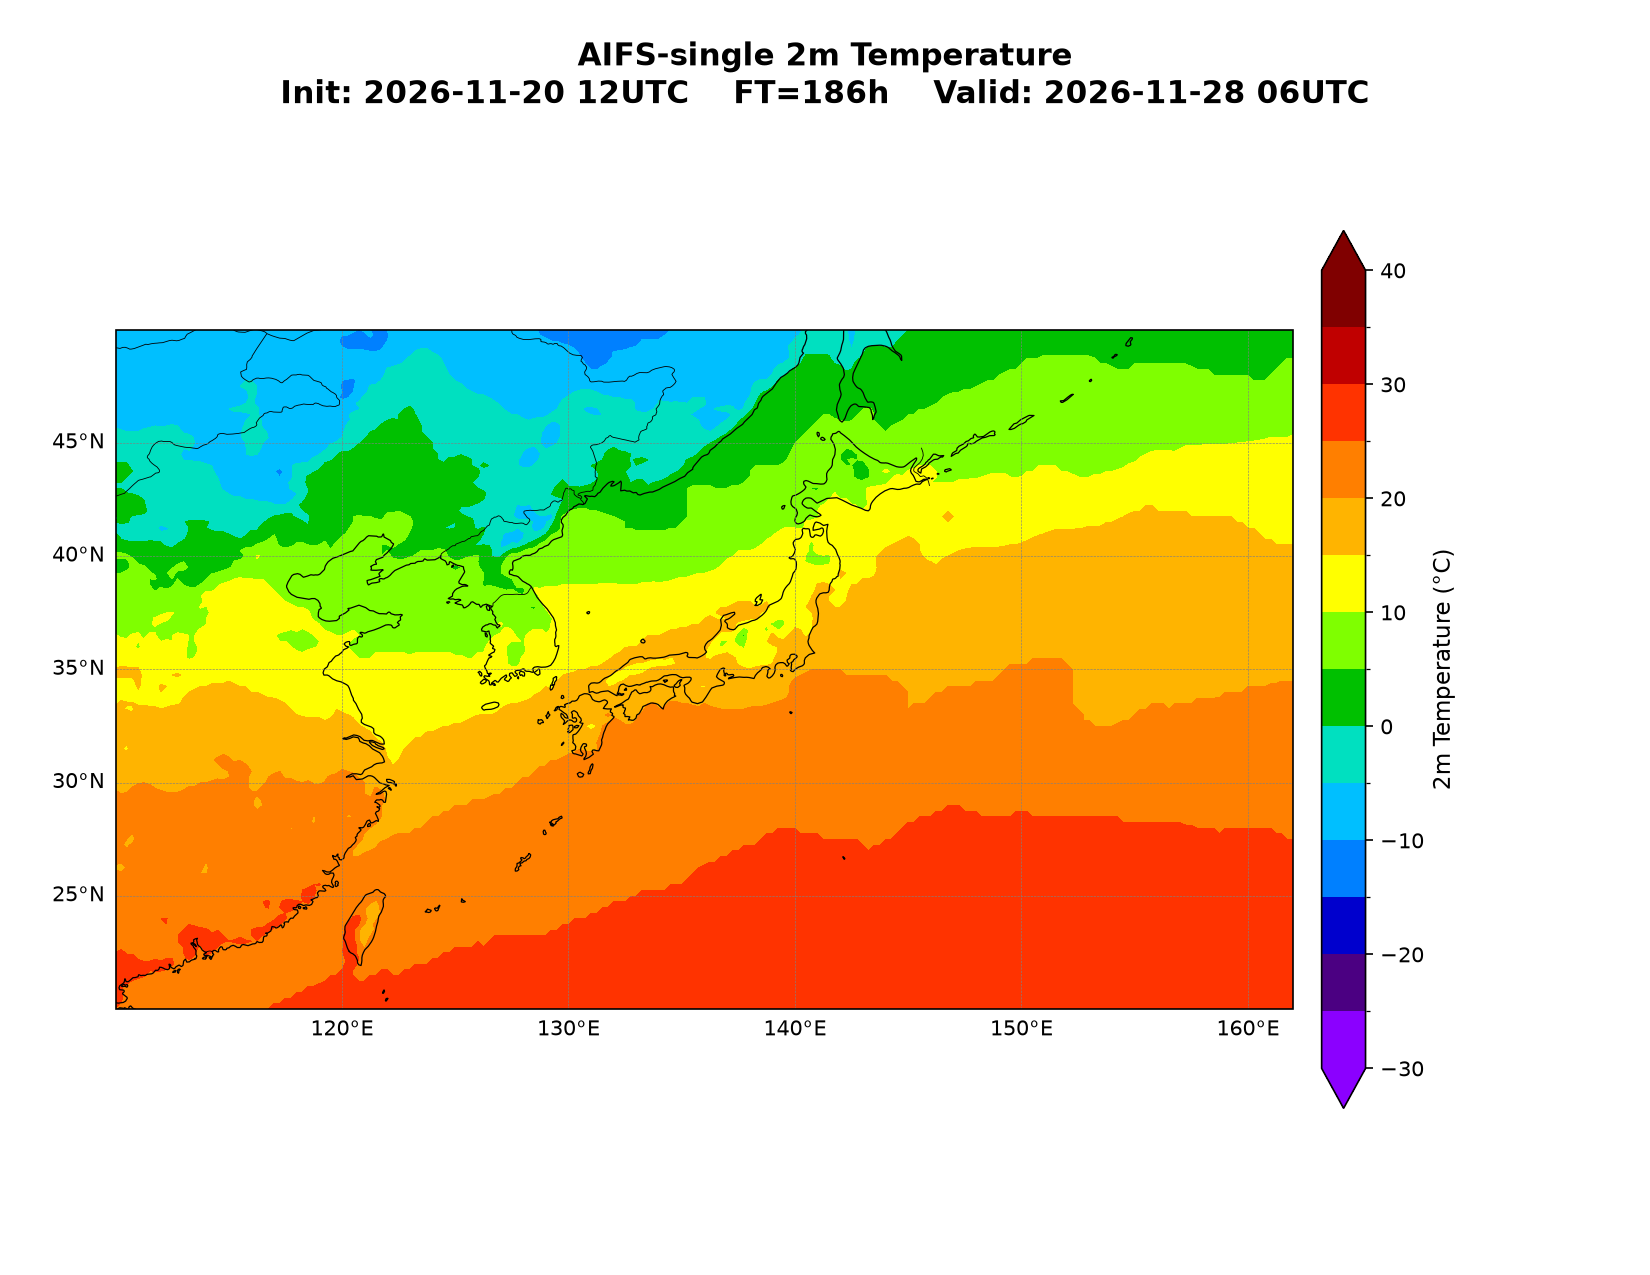 AIFS-single 2m Temperature
Init: 2026-11-20 12UTC    FT=186h    Valid: 2026-11-28 06UTC
45°N
40°N
35°N
30°N
25°N
120°E
130°E
140°E
150°E
160°E
40
30
20
10
0
−10
−20
−30
2m Temperature (°C)